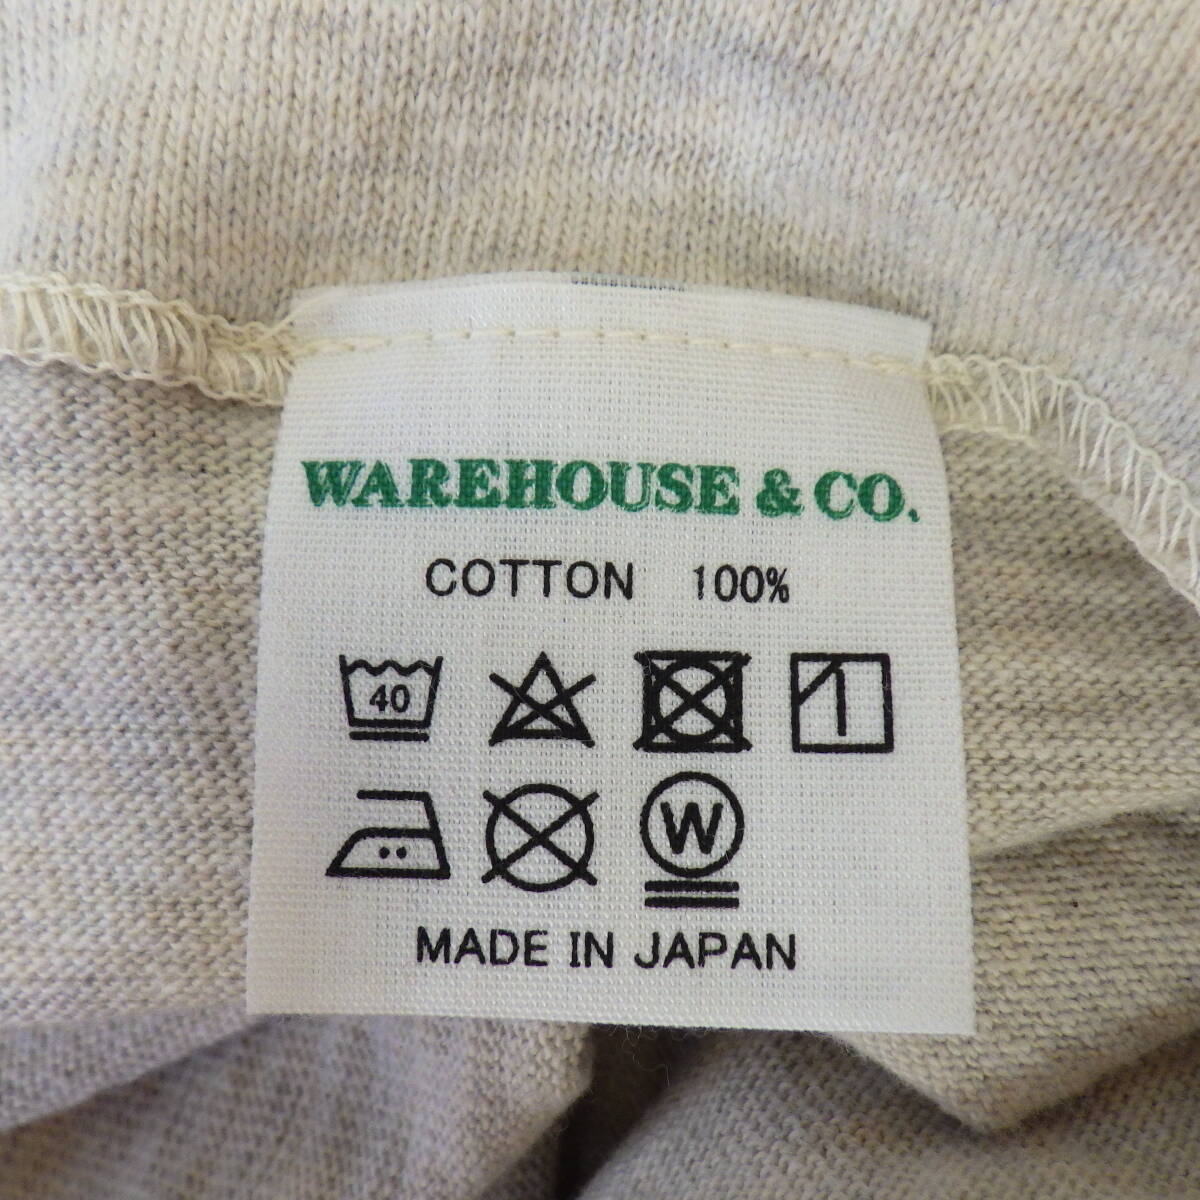 WAREHOUSE & CO.
COTTON 100%
40
W
MADE IN JAPAN